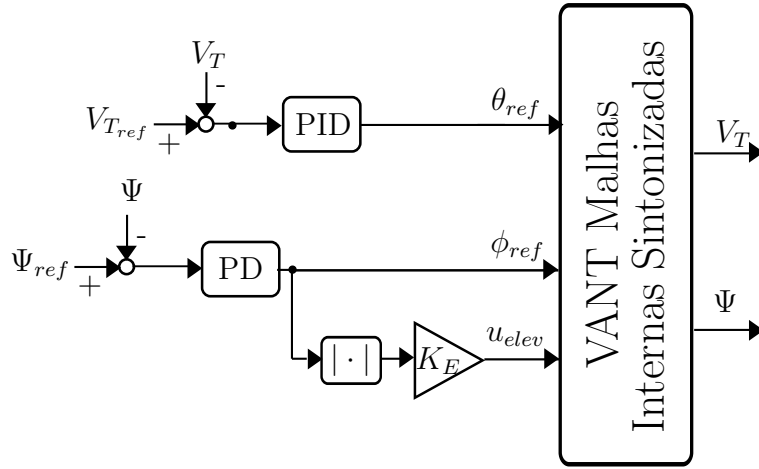 V_T
-
V_{T_{ref}}
+
PID
θ_{ref}
Ψ
-
Ψ_{ref}
+
PD
ϕ_{ref}
|·|
K_E
u_{elev}
VANT Malhas
Internas Sintonizadas
V_T
Ψ